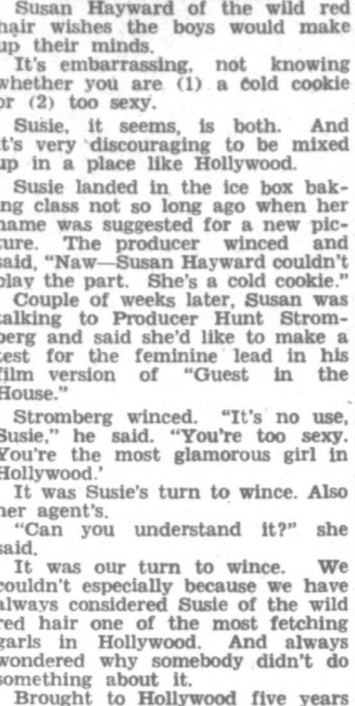 Susan Hayward of the wild red
hair wishes the boys would make
up their minds.
It's embarrassing, not knowing
whether you are (1) a cold cookie
or (2) too sexy.
Susie, it seems, is both. And
it's very discouraging to be mixed
up in a place like Hollywood.
Susie landed in the ice box bak-
ing class not so long ago when her
name was suggested for a new pic-
ture. The producer winced and
said, "Naw—Susan Hayward couldn't
play the part. She's a cold cookie."
Couple of weeks later, Susan was
talking to Producer Hunt Strom-
berg and said she'd like to make a
test for the feminine lead in his
film version of "Guest in the
House."
Stromberg winced. "It's no use,
Susie," he said. "You're too sexy.
You're the most glamorous girl in
Hollywood.'
It was Susie's turn to wince. Also
her agent's.
"Can you understand it?" she
said.
It was our turn to wince. We
couldn't especially because we have
always considered Susie of the wild
red hair one of the most fetching
garls in Hollywood. And always
wondered why somebody didn't do
something about it.
Brought to Hollywood five years